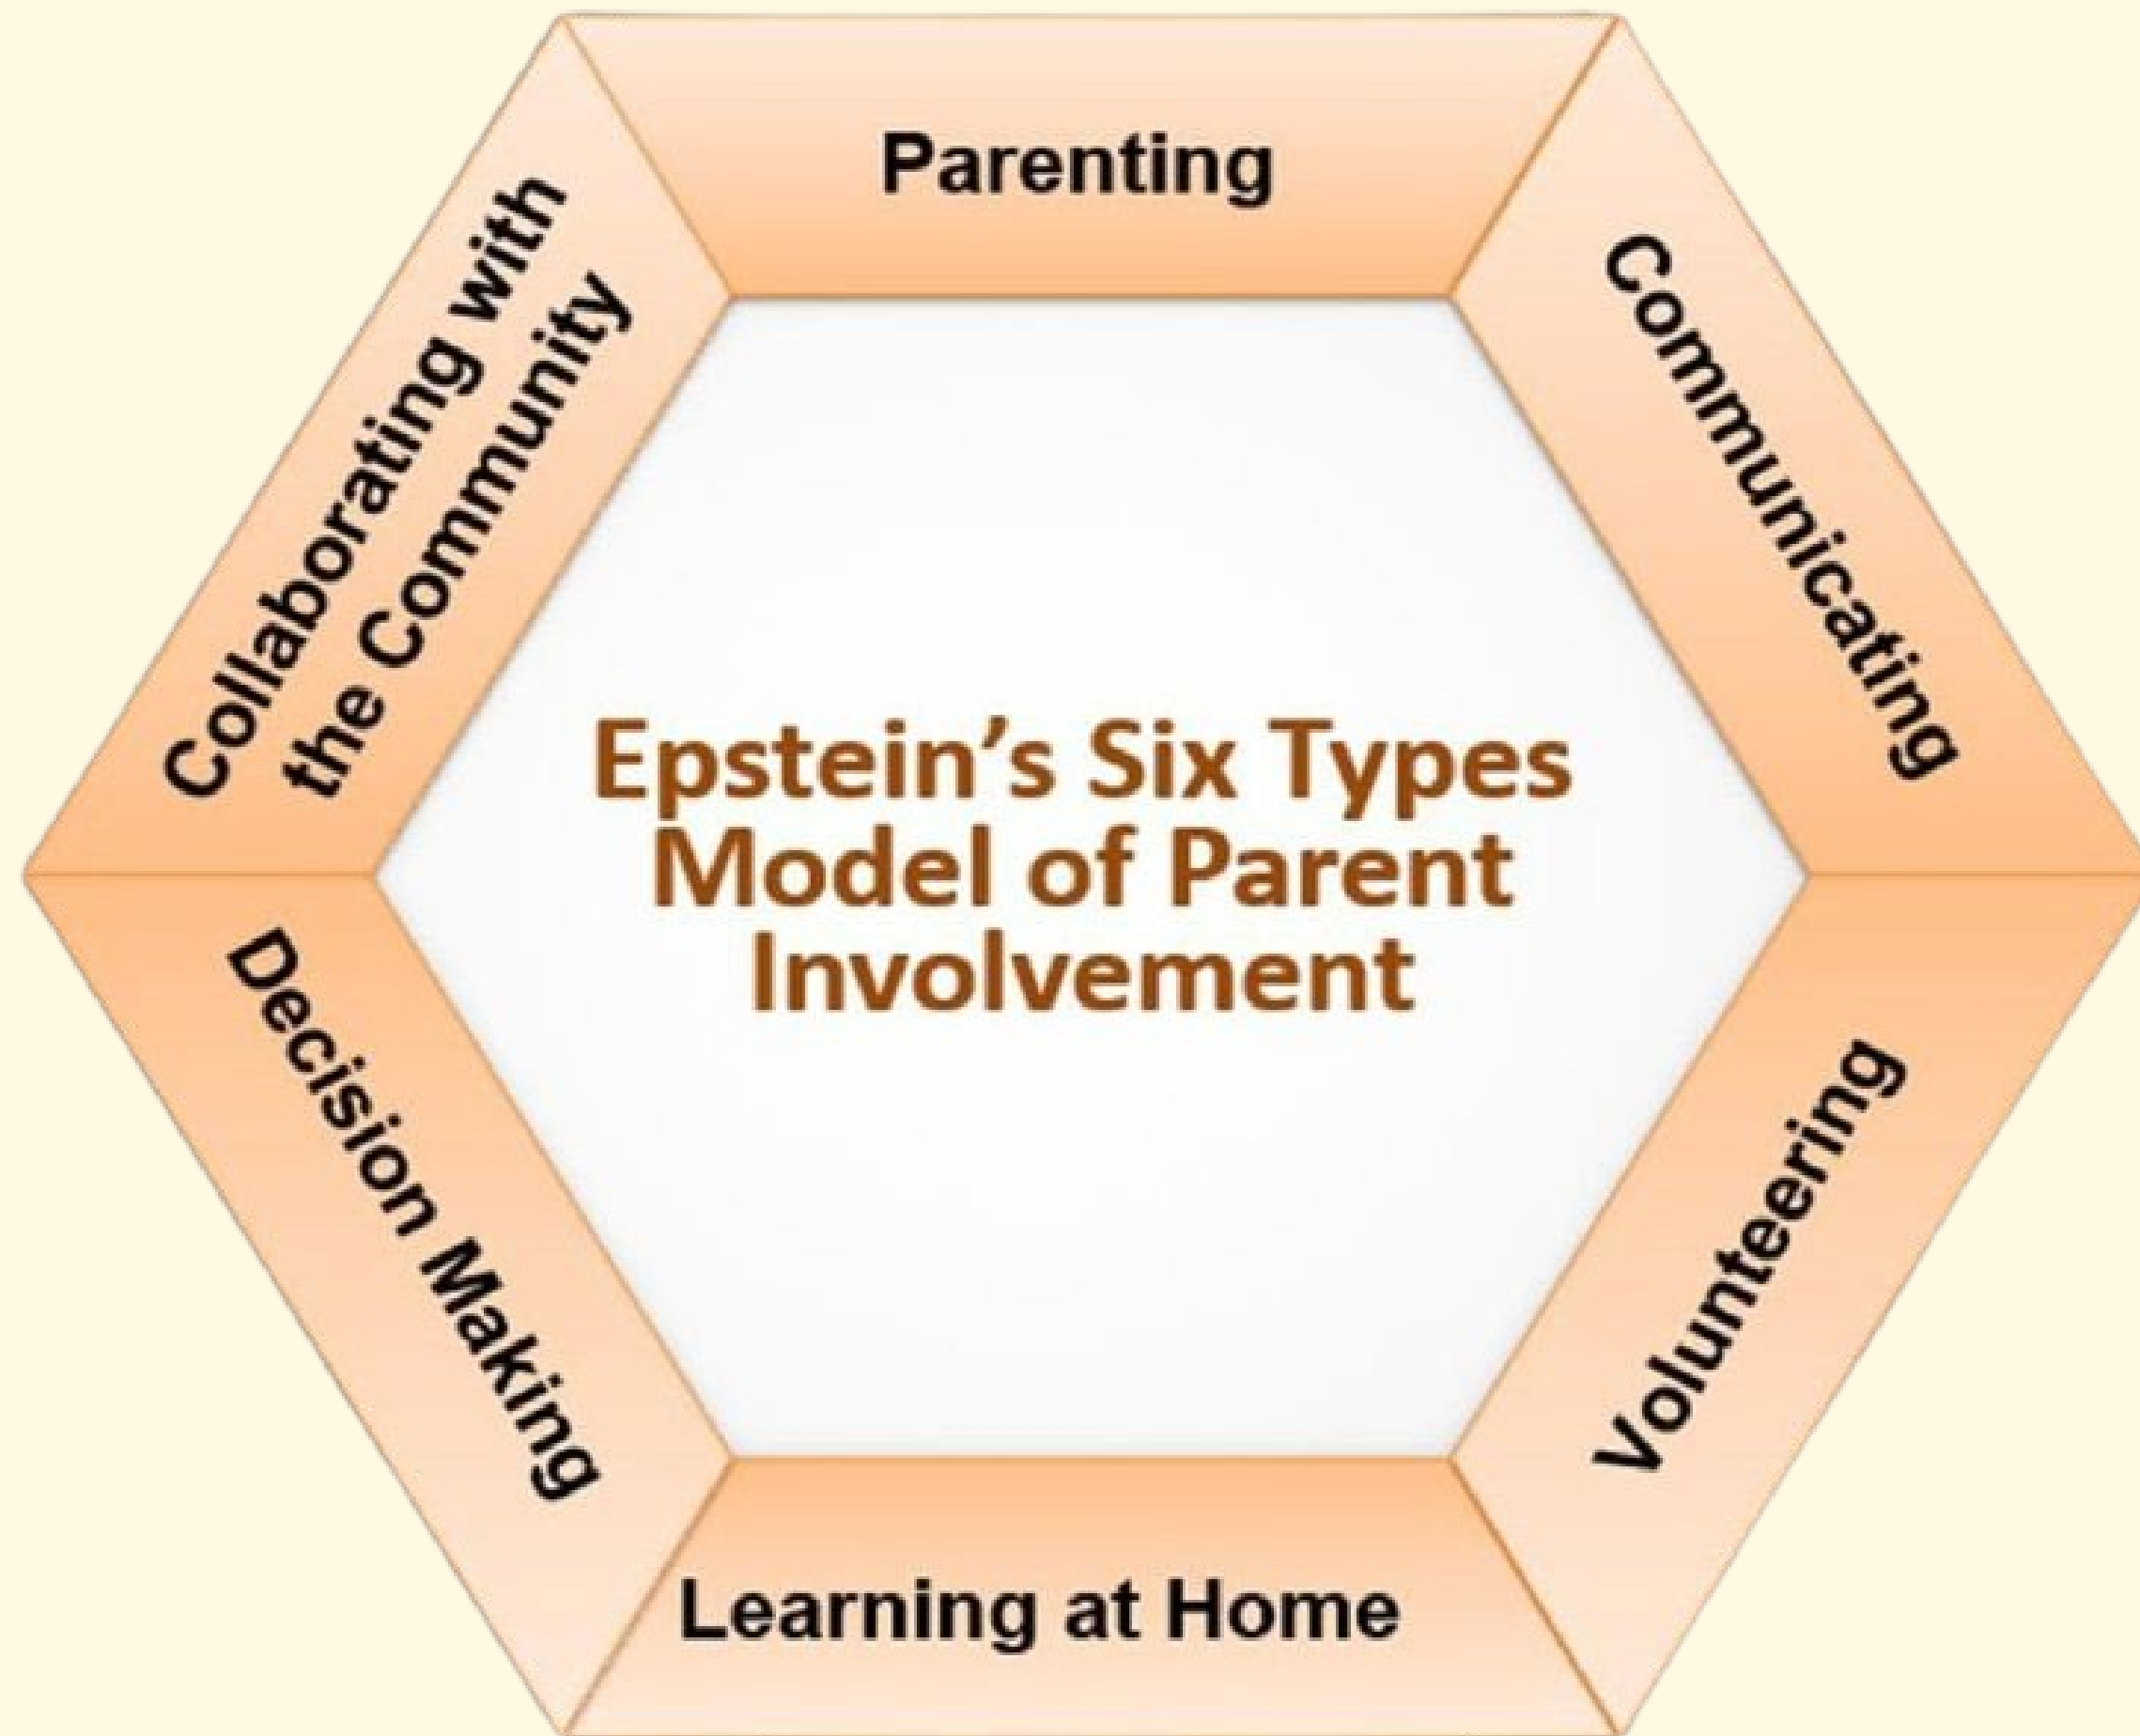 Parenting
Communicating
Volunteering
Learning at Home
Decision Making
Collaborating with
the Community
Epstein’s Six Types
Model of Parent
Involvement